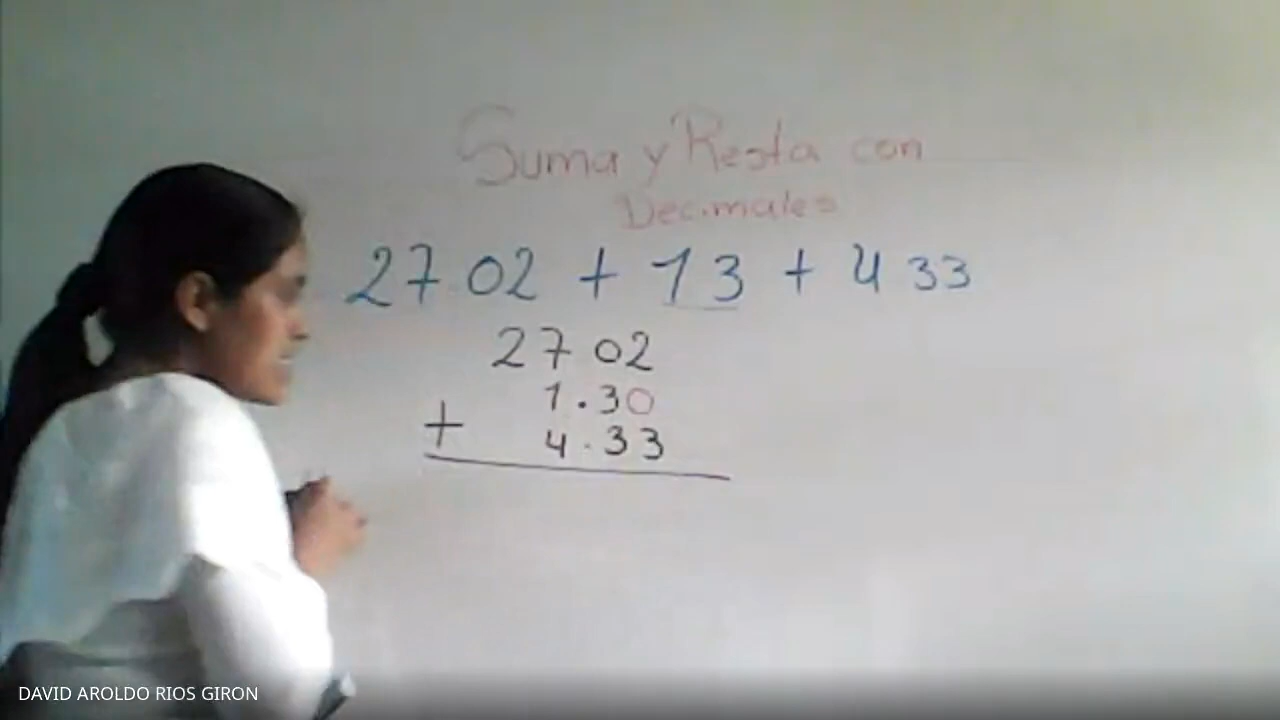 Suma y Resta con
Decimales
27 02 + 1 3 + 4 33
27 02
1.30
+ 4.33
DAVID AROLDO RIOS GIRON